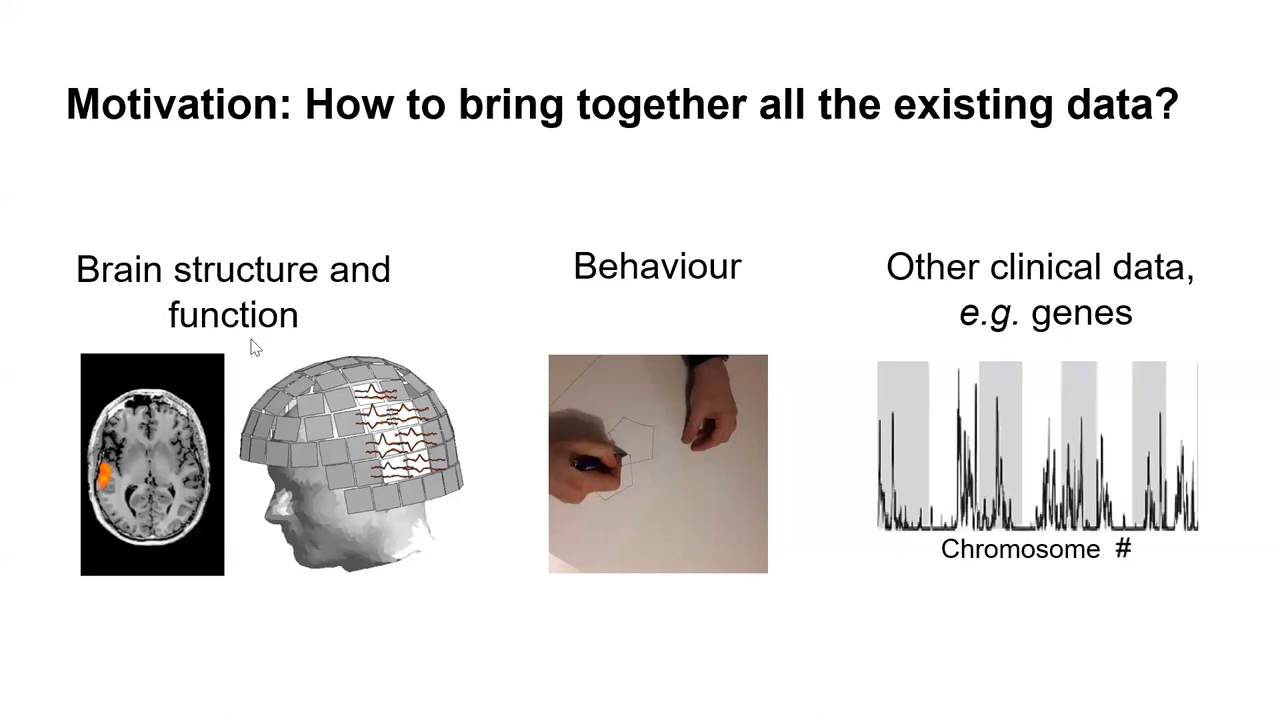 Motivation: How to bring together all the existing data?
Brain structure and
function
Behaviour
Other clinical data,
e.g. genes
Chromosome #